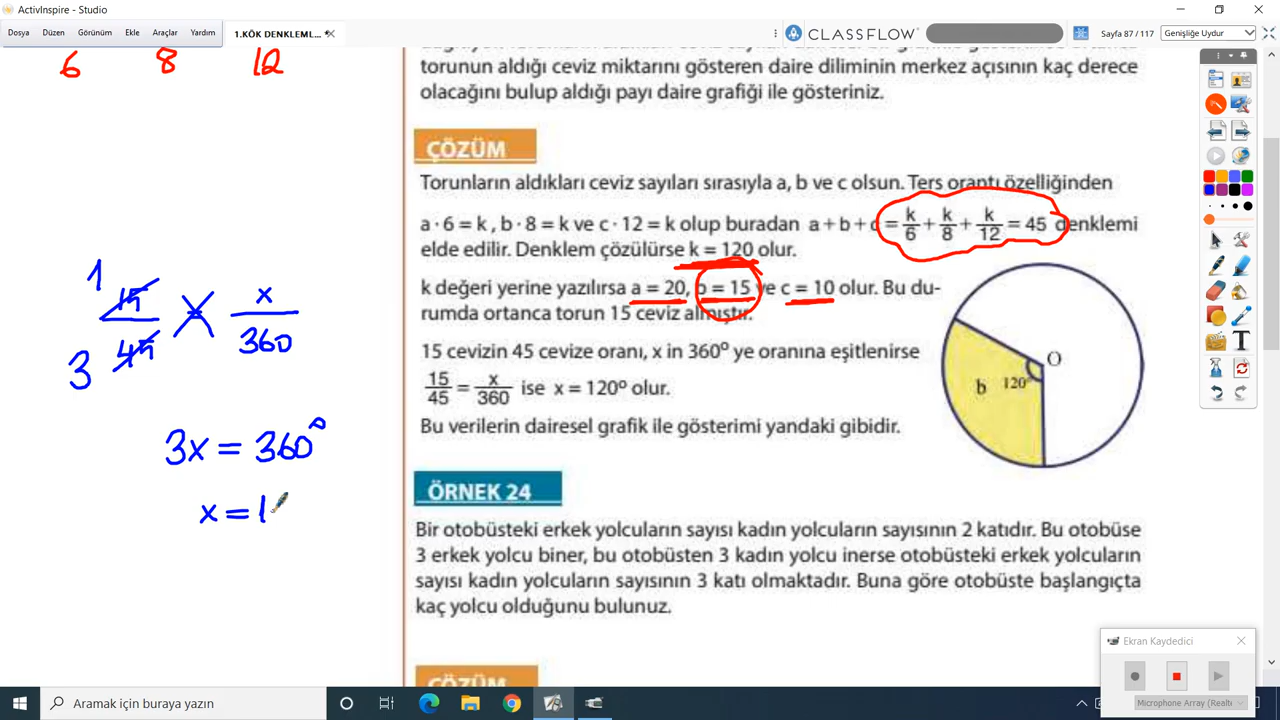 ActivInspire - Studio
Dosya Düzen Görünüm Ekle Araçlar Yardım
1.KÖK DENKLEML...
CLASSFLOW
Sayfa 87 / 117
Genişliğe Uydur
6 8 12
torunun aldığı ceviz miktarını gösteren daire diliminin merkez açısının kaç derece
olacağını bulup aldığı payı daire grafiği ile gösteriniz.
ÇÖZÜM
Torunların aldıkları ceviz sayıları sırasıyla a, b ve c olsun. Ters orantı özelliğinden
a · 6 = k , b · 8 = k ve c · 12 = k olup buradan a + b + c = k/6 + k/8 + k/12 = 45 denklemi
elde edilir. Denklem çözülürse k = 120 olur.
k değeri yerine yazılırsa a = 20, b = 15 ve c = 10 olur. Bu du-
rumda ortanca torun 15 ceviz almıştır.
15 cevizin 45 cevize oranı, x in 360⁰ ye oranına eşitlenirse
15/45 = x/360 ise x = 120⁰ olur.
Bu verilerin dairesel grafik ile gösterimi yandaki gibidir.
O
b 120°
1 15 x
3 45 360
3x = 360°
x = 1
ÖRNEK 24
Bir otobüsteki erkek yolcuların sayısı kadın yolcuların sayısının 2 katıdır. Bu otobüse
3 erkek yolcu biner, bu otobüsten 3 kadın yolcu inerse otobüsteki erkek yolcuların
sayısı kadın yolcuların sayısının 3 katı olmaktadır. Buna göre otobüste başlangıçta
kaç yolcu olduğunu bulunuz.
ÇÖZÜM
Ekran Kaydedici
Microphone Array (Realt
Aramak için buraya yazın